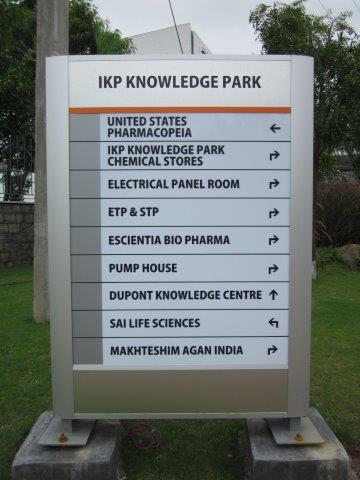 IKP KNOWLEDGE PARK
UNITED STATES
PHARMACOPEIA
IKP KNOWLEDGE PARK
CHEMICAL STORES
ELECTRICAL PANEL ROOM
ETP & STP
ESCIENTIA BIO PHARMA
PUMP HOUSE
DUPONT KNOWLEDGE CENTRE
SAI LIFE SCIENCES
MAKHTESHIM AGAN INDIA